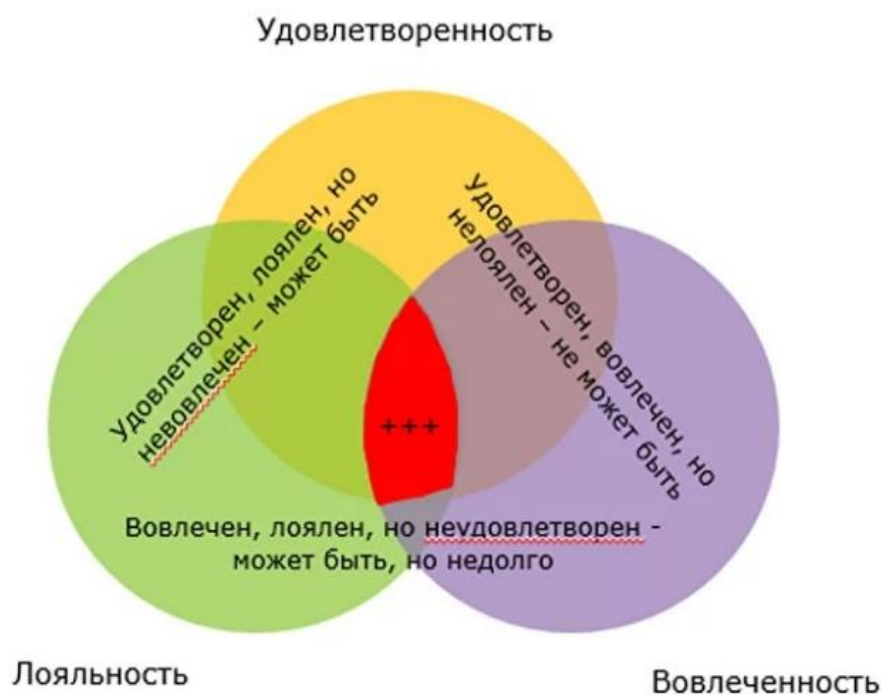 Удовлетворенность
Удовлетворен, лоялен, но
невовлечен – может быть
Удовлетворен, вовлечен, но
нелоялен – не может быть
+++
Вовлечен, лоялен, но неудовлетворен -
может быть, но недолго
Лояльность
Вовлеченность